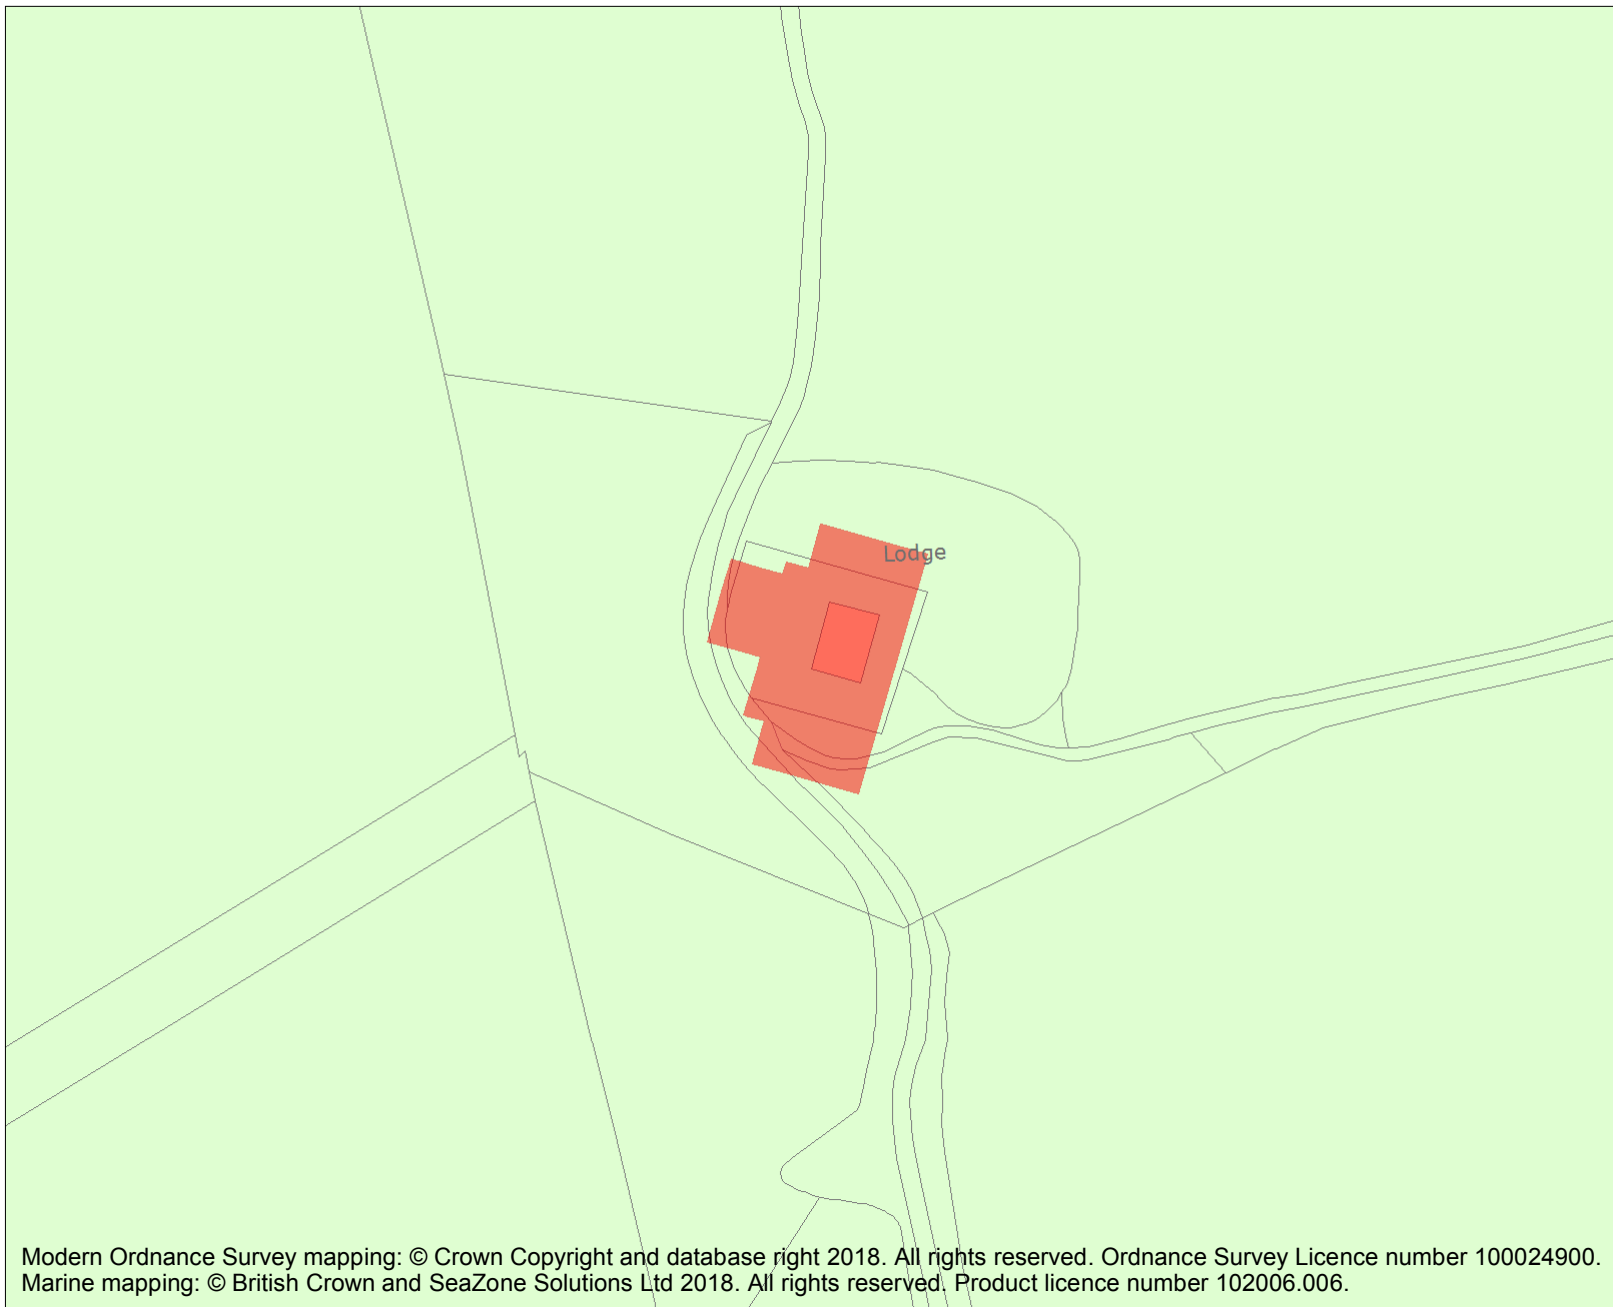 Lodge
Modern Ordnance Survey mapping: © Crown Copyright and database right 2018. All rights reserved. Ordnance Survey Licence number 100024900.
Marine mapping: © British Crown and SeaZone Solutions Ltd 2018. All rights reserved. Product licence number 102006.006.